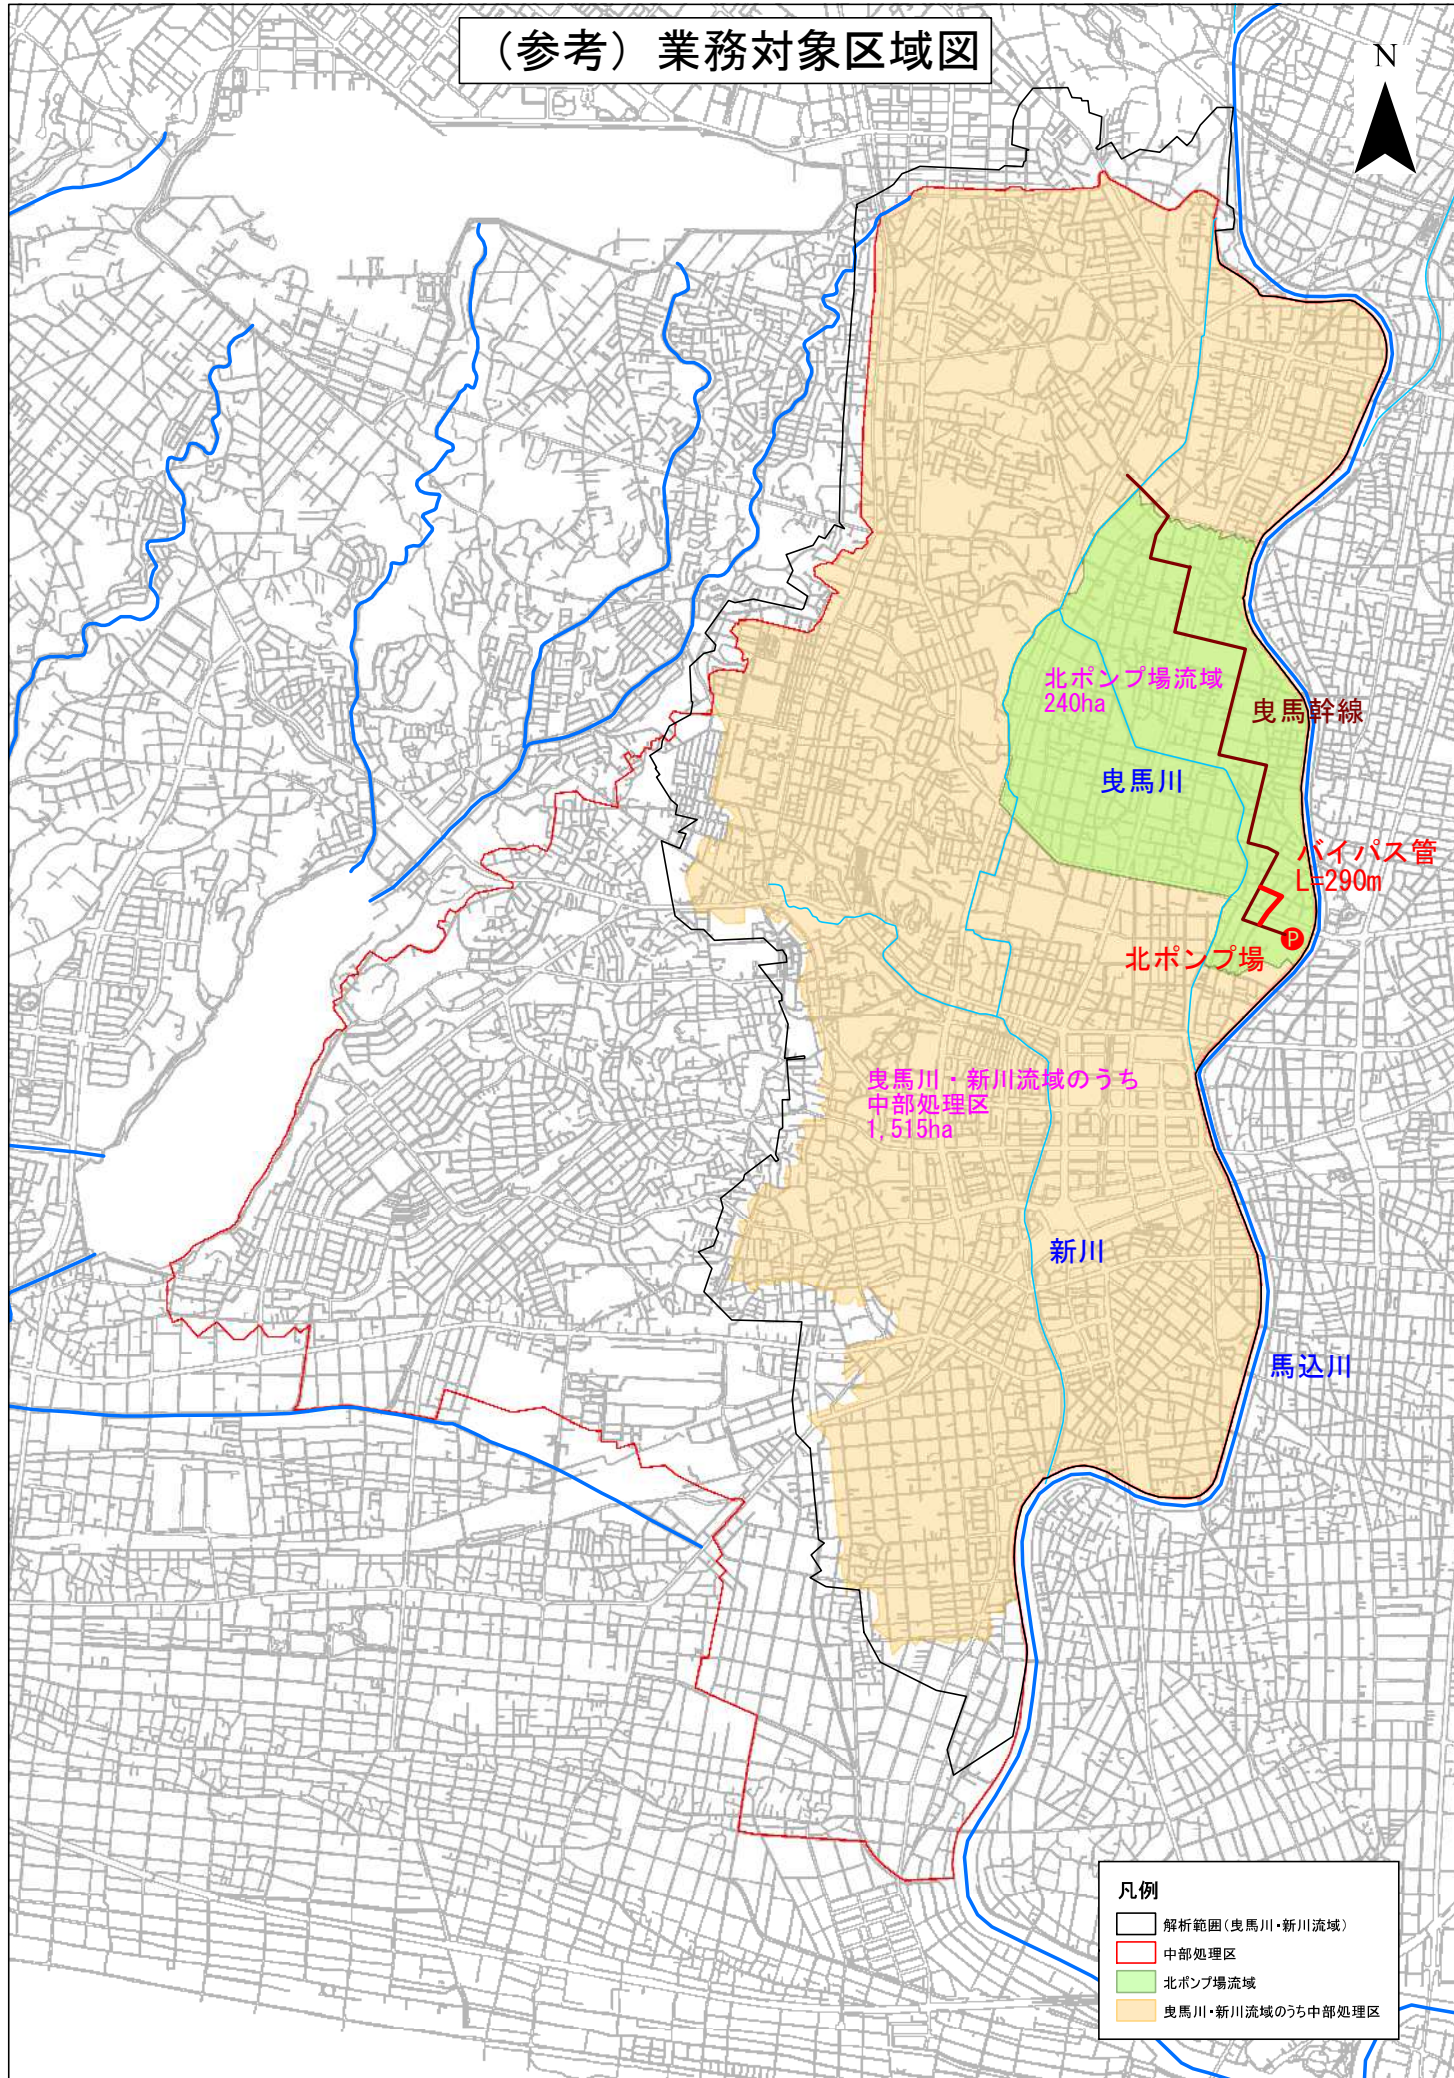 （参考）業務対象区域図
N
北ポンプ場流域
240ha
曳馬幹線
曳馬川
バイパス管
L=290m
P
北ポンプ場
曳馬川・新川流域のうち
中部処理区
1,515ha
新川
馬込川
凡例
解析範囲(曳馬川・新川流域)
中部処理区
北ポンプ場流域
曳馬川・新川流域のうち中部処理区